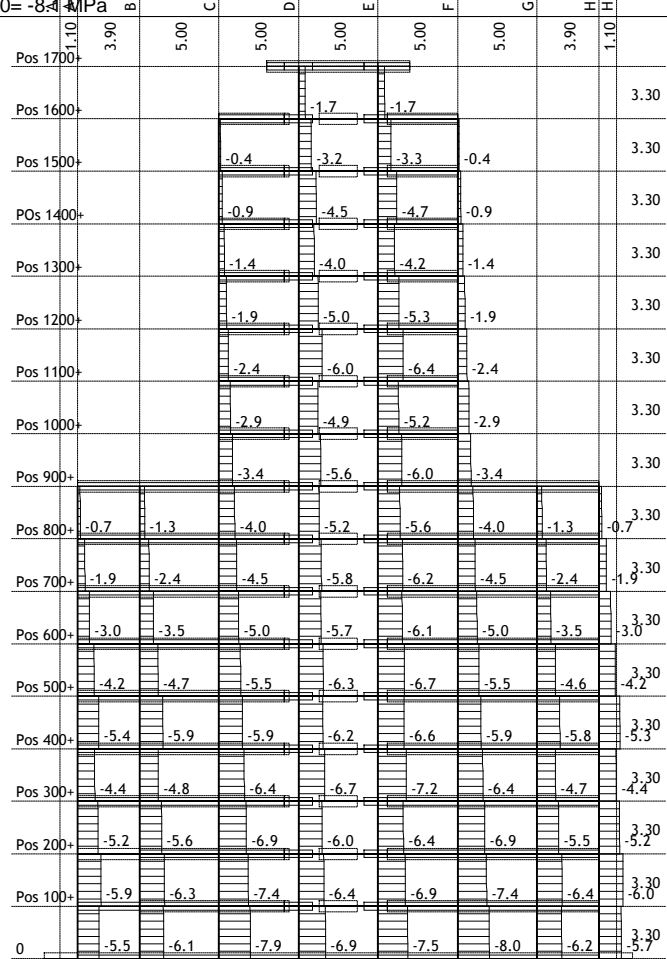 0= -8.1 MPa
B C D E F G H H
1.10 3.90 5.00 5.00 5.00 5.00 5.00 3.90 1.10
Pos 1700+
-1.7 -1.7 3.30
Pos 1600+
-0.4 -3.2 -3.3 -0.4 3.30
Pos 1500+
-0.9 -4.5 -4.7 -0.9 3.30
POs 1400+
-1.4 -4.0 -4.2 -1.4 3.30
Pos 1300+
-1.9 -5.0 -5.3 -1.9 3.30
Pos 1200+
-2.4 -6.0 -6.4 -2.4 3.30
Pos 1100+
-2.9 -4.9 -5.2 -2.9 3.30
Pos 1000+
-3.4 -5.6 -6.0 -3.4 3.30
Pos 900+
-0.7 -1.3 -4.0 -5.2 -5.6 -4.0 -1.3 -0.7 3.30
Pos 800+
-1.9 -2.4 -4.5 -5.8 -6.2 -4.5 -2.4 -1.9 3.30
Pos 700+
-3.0 -3.5 -5.0 -5.7 -6.1 -5.0 -3.5 -3.0 3.30
Pos 600+
-4.2 -4.7 -5.5 -6.3 -6.7 -5.5 -4.6 -4.2 3.30
Pos 500+
-5.4 -5.9 -5.9 -6.2 -6.6 -5.9 -5.8 -5.3 3.30
Pos 400+
-4.4 -4.8 -6.4 -6.7 -7.2 -6.4 -4.7 -4.4 3.30
Pos 300+
-5.2 -5.6 -6.9 -6.0 -6.4 -6.9 -5.5 -5.2 3.30
Pos 200+
-5.9 -6.3 -7.4 -6.4 -6.9 -7.4 -6.4 -6.0 3.30
Pos 100+
-5.5 -6.1 -7.9 -6.9 -7.5 -8.0 -6.2 -5.7 3.30
0